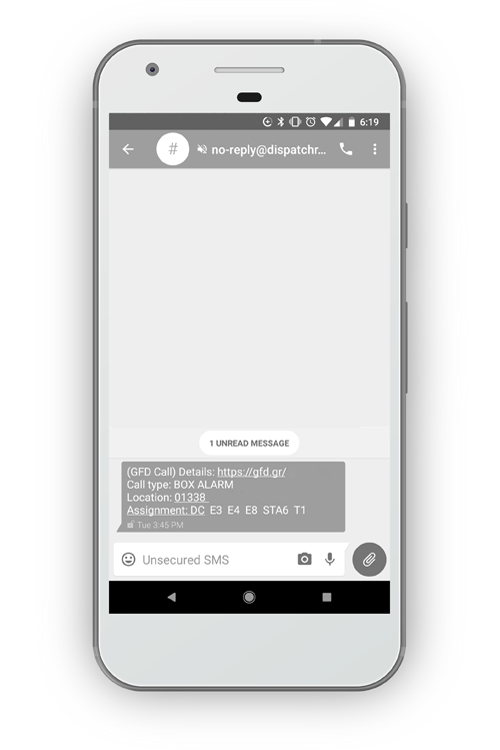 6:19
# no-reply@dispatchr...
1 UNREAD MESSAGE
(GFD Call) Details: https://gfd.gr/
Call type: BOX ALARM
Location: 01338
Assignment: DC E3 E4 E8 STA6 T1
Tue 3:45 PM
Unsecured SMS